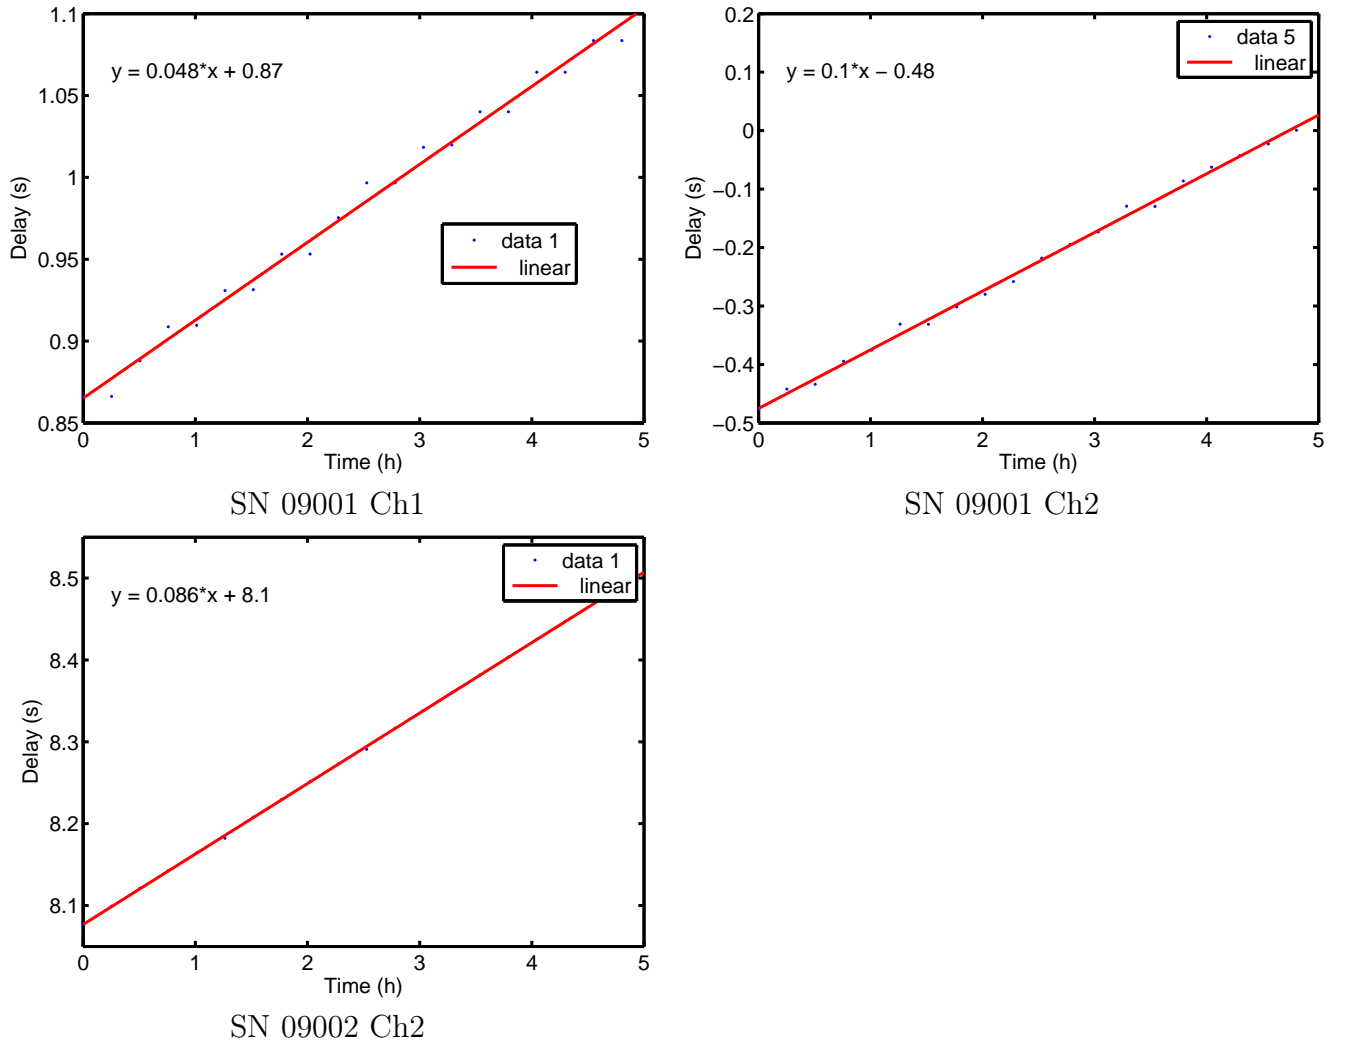 1.1
1.05
1
0.95
0.9
0.85
0 1 2 3 4 5
Delay (s)
Time (h)
y = 0.048*x + 0.87
data 1
linear
SN 09001 Ch1
0.2
0.1
0
−0.1
−0.2
−0.3
−0.4
−0.5
0 1 2 3 4 5
Delay (s)
Time (h)
y = 0.1*x − 0.48
data 5
linear
SN 09001 Ch2
8.5
8.4
8.3
8.2
8.1
0 1 2 3 4 5
Delay (s)
Time (h)
y = 0.086*x + 8.1
data 1
linear
SN 09002 Ch2